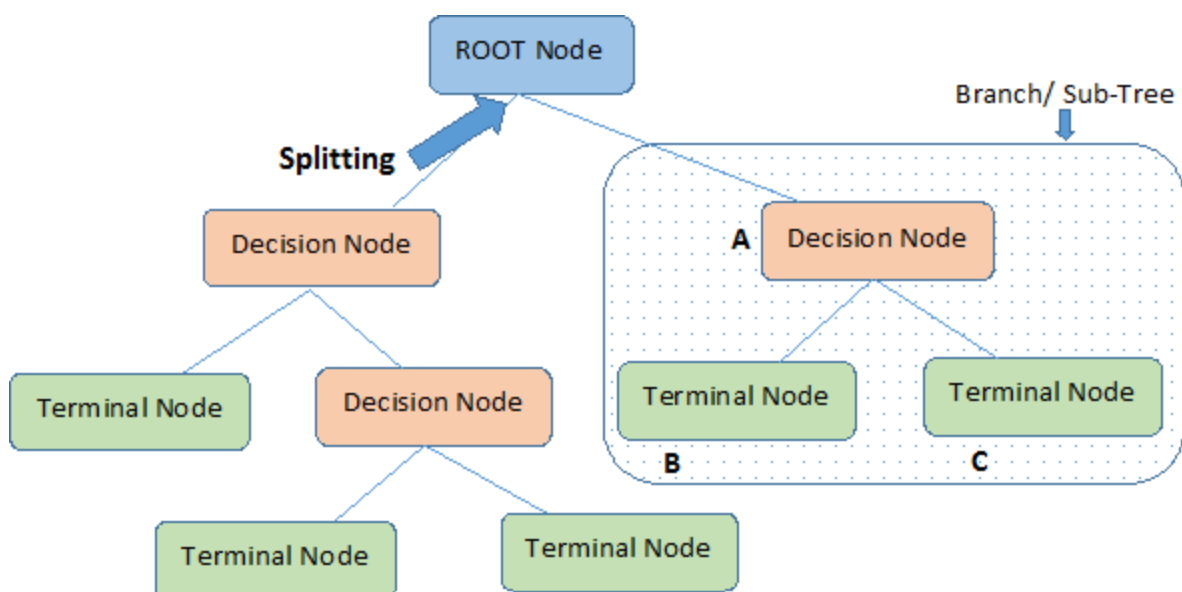 ROOT Node
Branch/ Sub-Tree
Splitting
Decision Node
A
Decision Node
Terminal Node
Decision Node
Terminal Node
Terminal Node
B
C
Terminal Node
Terminal Node